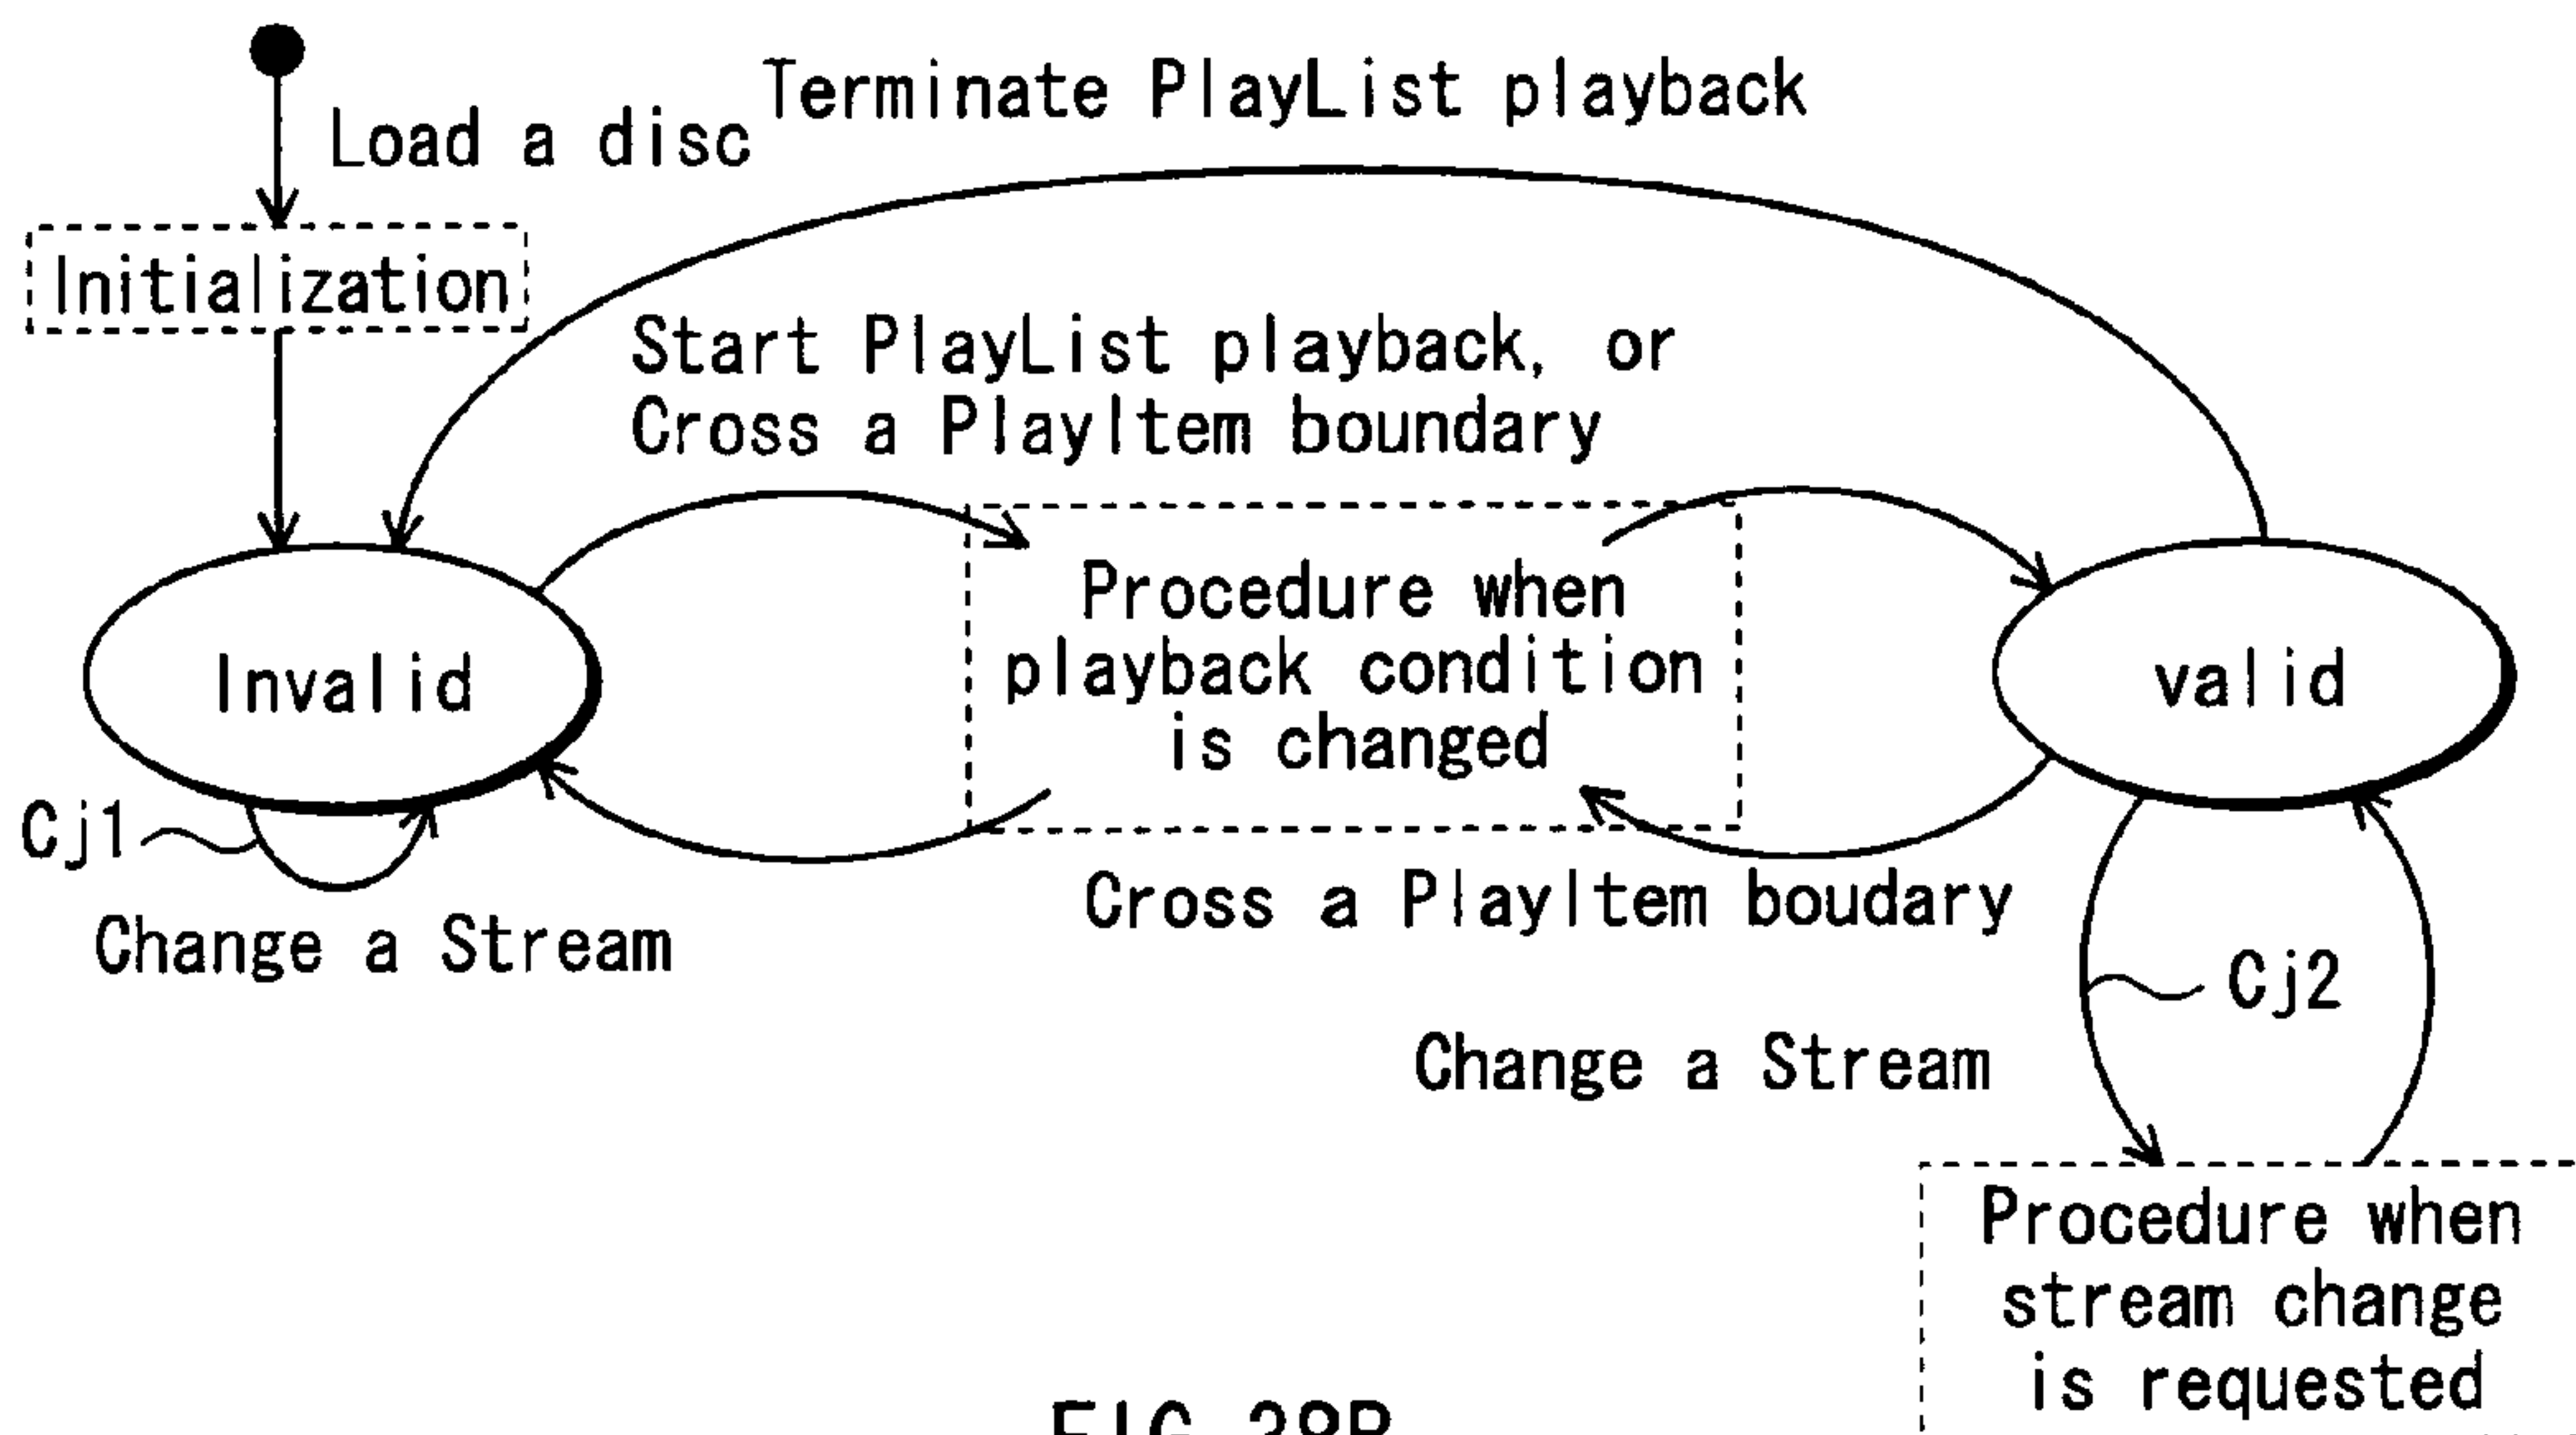 Load a disc
Terminate PlayList playback
Initialization
Start PlayList playback, or
Cross a PlayItem boundary
Procedure when
playback condition
is changed
Invalid
valid
Cj1
Change a Stream
Cross a PlayItem boudary
Cj2
Change a Stream
Procedure when
stream change
is requested